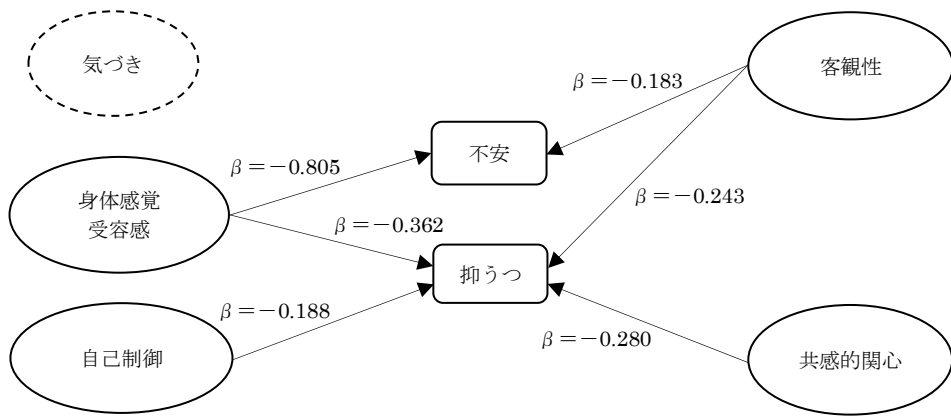 気づき
客観性
β＝−0.183
不安
β＝−0.805
身体感覚
受容感
β＝−0.243
β＝−0.362
抑うつ
β＝−0.188
β＝−0.280
自己制御
共感的関心